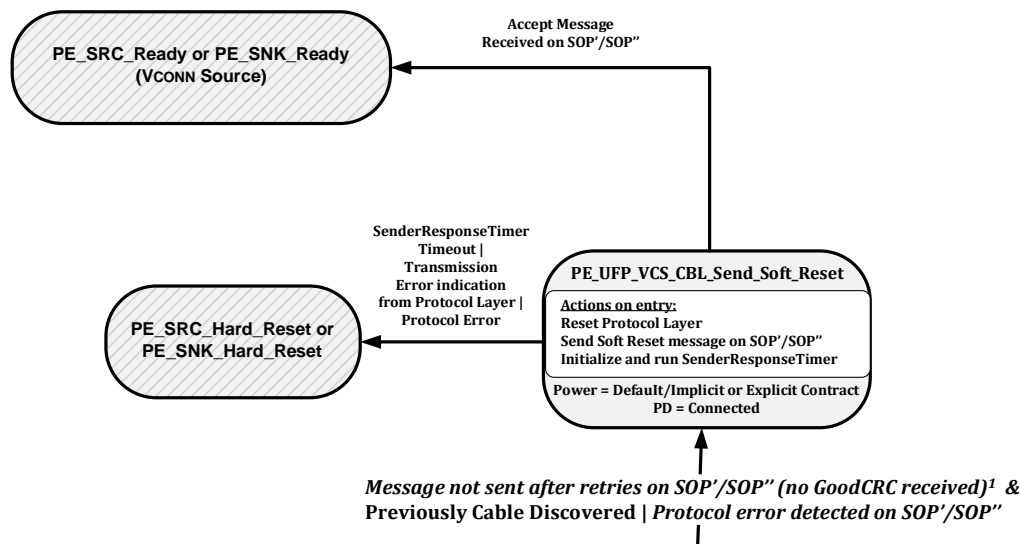 Accept Message
Received on SOP'/SOP"
PE_SRC_Ready or PE_SNK_Ready
(VCONN Source)
SenderResponseTimer
Timeout |
Transmission
Error indication
from Protocol Layer |
Protocol Error
PE_SRC_Hard_Reset or
PE_SNK_Hard_Reset
PE_UFP_VCS_CBL_Send_Soft_Reset
Actions on entry:
Reset Protocol Layer
Send Soft Reset message on SOP'/SOP"
Initialize and run SenderResponseTimer
Power = Default/Implicit or Explicit Contract
PD = Connected
Message not sent after retries on SOP'/SOP" (no GoodCRC received)¹ &
Previously Cable Discovered | Protocol error detected on SOP'/SOP"